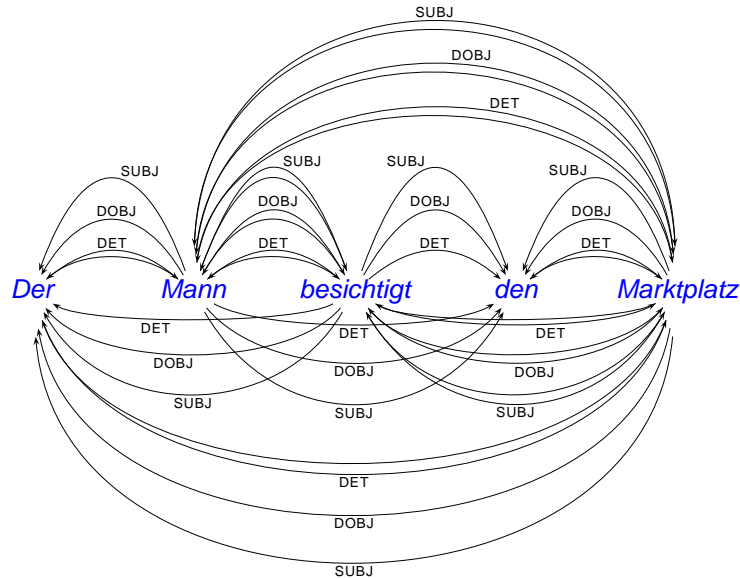 SUBJ
DOBJ
DET
SUBJ SUBJ SUBJ SUBJ
DOBJ DOBJ DOBJ DOBJ
DET DET DET DET
Der Mann besichtigt den Marktplatz
DET DET DET
DOBJ DOBJ DOBJ
SUBJ SUBJ SUBJ
DET
DOBJ
SUBJ